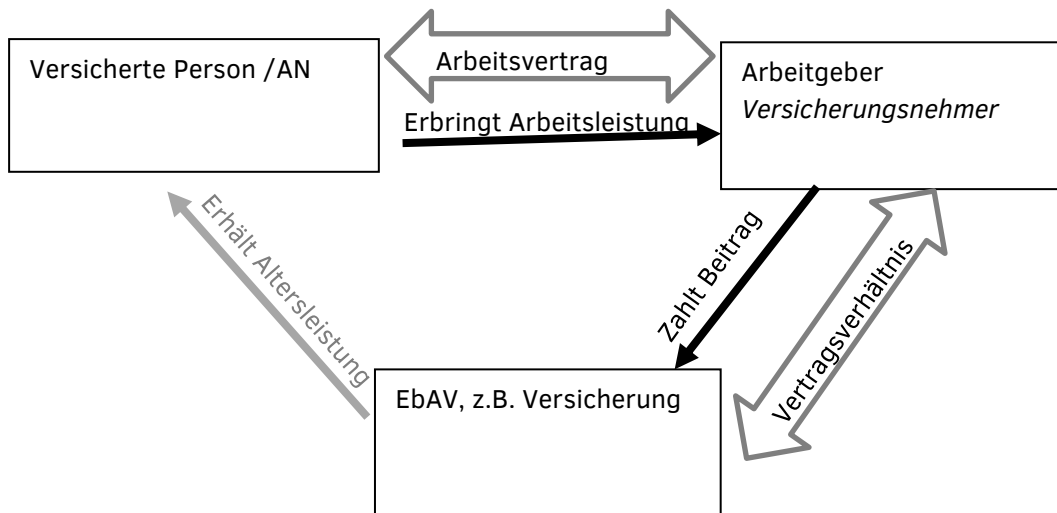 Versicherte Person /AN
Arbeitsvertrag
Arbeitgeber
Versicherungsnehmer
Erbringt Arbeitsleistung
Erhält Altersleistung
Zahlt Beitrag
Vertragsverhältnis
EbAV, z.B. Versicherung